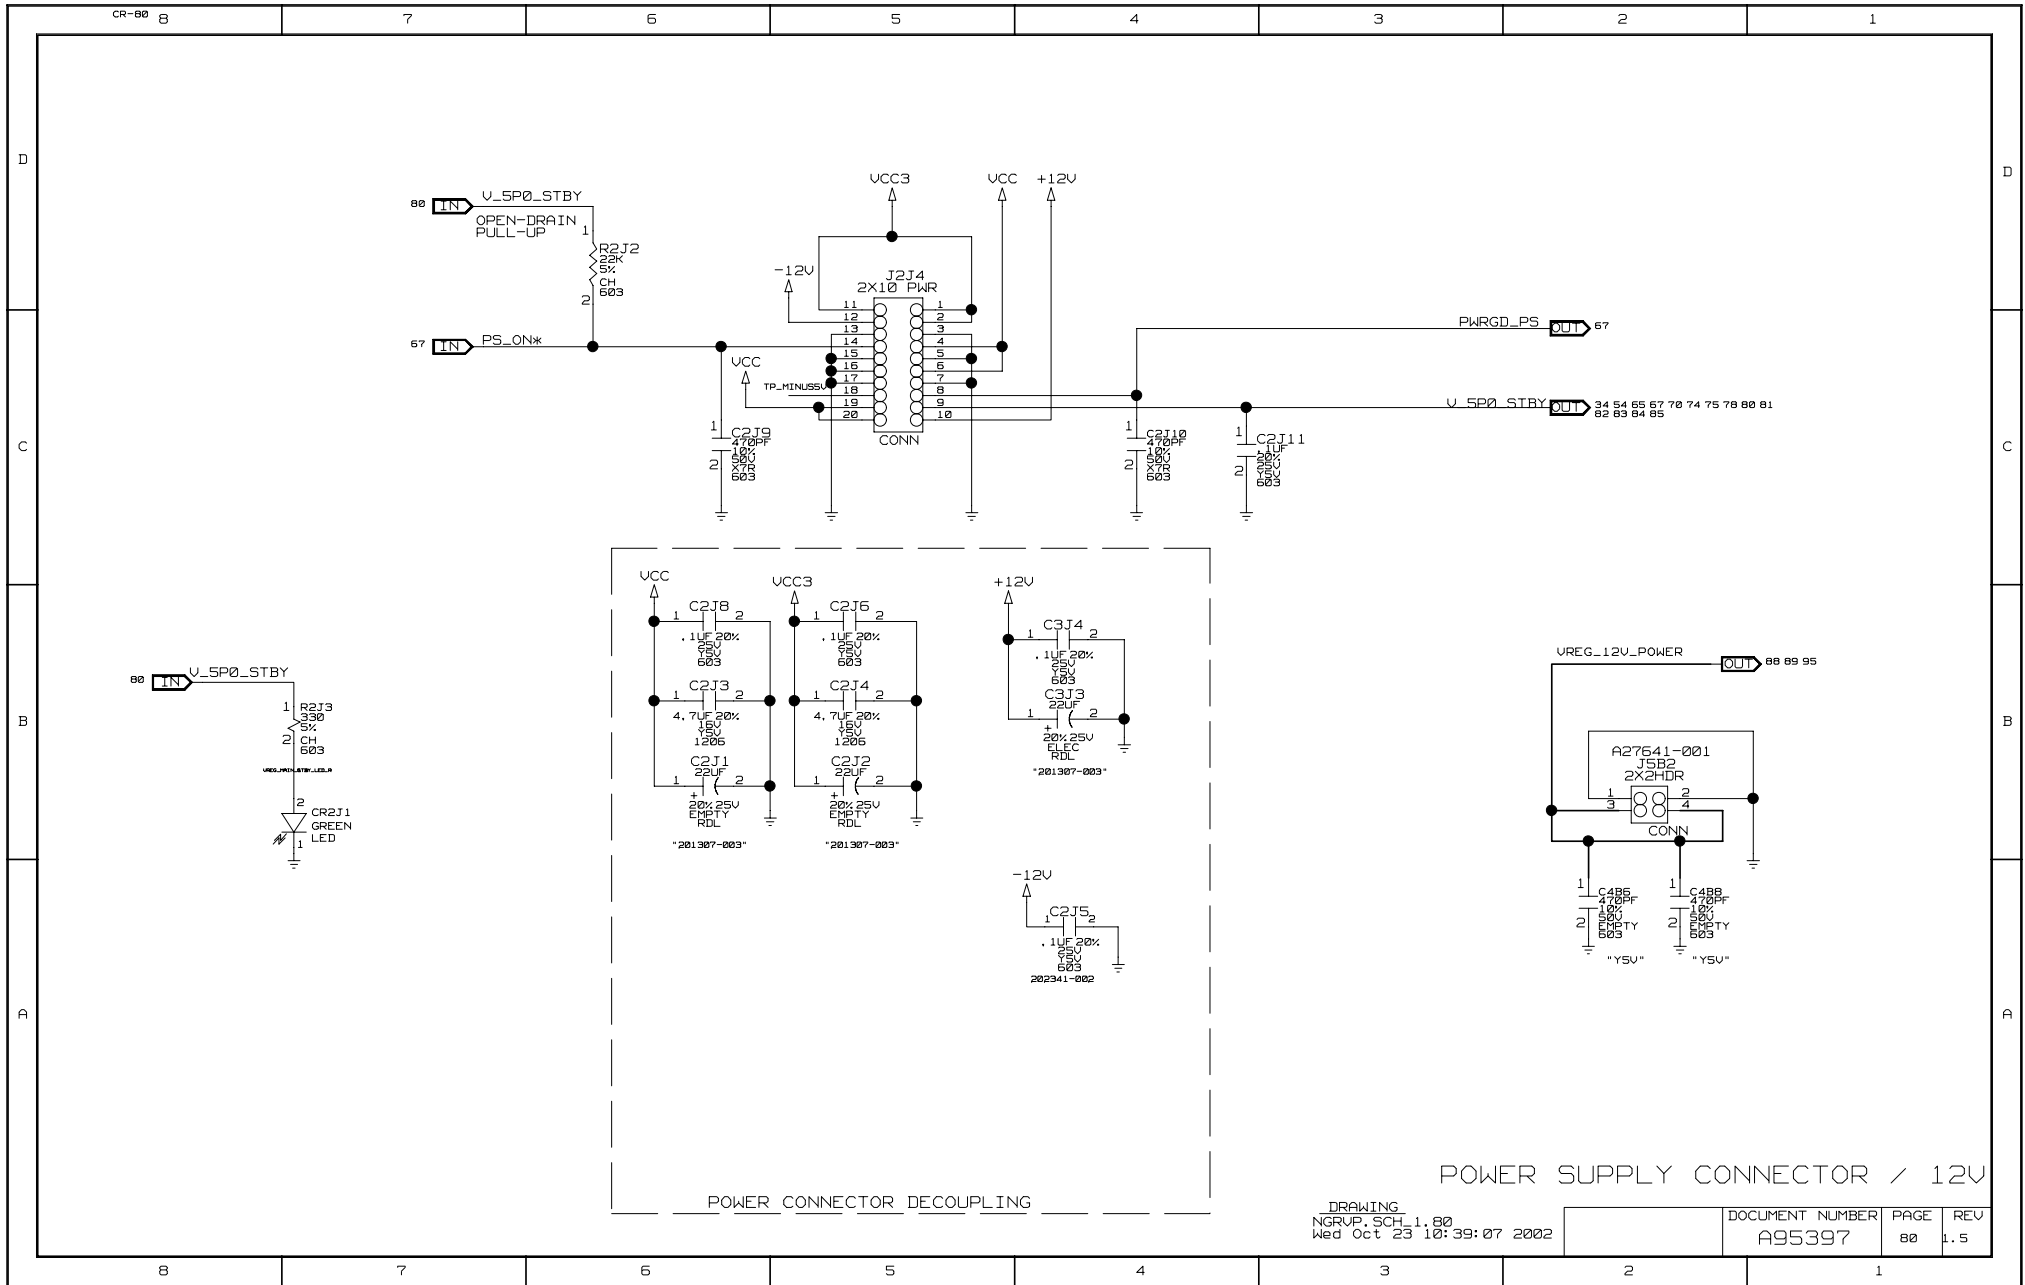 CR-80
8 7 6 5 4 3 2 1
D
D
80 IN V_5P0_STBY
OPEN-DRAIN
PULL-UP
1
R2J2
22K
5%
CH
603
2
VCC3
VCC
+12V
-12V
J2J4
2X10 PWR
11 1
12 2
13 3
14 4
15 5
16 6
17 7
18 8
19 9
20 10
CONN
67 IN PS_ON*
VCC
TP_MINUS5V
PWRGD_PS OUT 67
V_5P0_STBY OUT 34 54 65 67 70 74 75 78 80 81
82 83 84 85
C
C
1
2
C2J9
470PF
10%
50V
X7R
603
1
2
C2J10
470PF
10%
50V
X7R
603
1
2
C2J11
.1UF
20%
25V
Y5V
603
VCC
1 C2J8 2
.1UF 20%
25V
Y5V
603
1 C2J3 2
4.7UF 20%
16V
Y5V
1206
C2J1
1 22UF 2
+
20% 25V
EMPTY
RDL
"201307-003"
VCC3
1 C2J6 2
.1UF 20%
25V
Y5V
603
1 C2J4 2
4.7UF 20%
16V
Y5V
1206
C2J2
1 22UF 2
+
20% 25V
EMPTY
RDL
"201307-003"
+12V
1 C3J4 2
.1UF 20%
25V
Y5V
603
C3J3
22UF
1 2
+
20% 25V
ELEC
RDL
"201307-003"
-12V
1 C2J5 2
.1UF 20%
25V
Y5V
603
202341-002
POWER CONNECTOR DECOUPLING
B
B
80 IN V_5P0_STBY
1
R2J3
330
5%
CH
603
2
VREG_MAIN_STBY_LED_R
2
CR2J1
GREEN
LED
1
VREG_12V_POWER
OUT 88 89 95
A27641-001
J5B2
2X2HDR
1 2
3 4
CONN
1
2
C4B6
470PF
10%
50V
EMPTY
603
"Y5V"
1
2
C4B8
470PF
10%
50V
EMPTY
603
"Y5V"
A
A
POWER SUPPLY CONNECTOR / 12V
DRAWING
NGRVP.SCH_1.80
Wed Oct 23 10:39:07 2002
DOCUMENT NUMBER PAGE REV
A95397 80 1.5
8 7 6 5 4 3 2 1